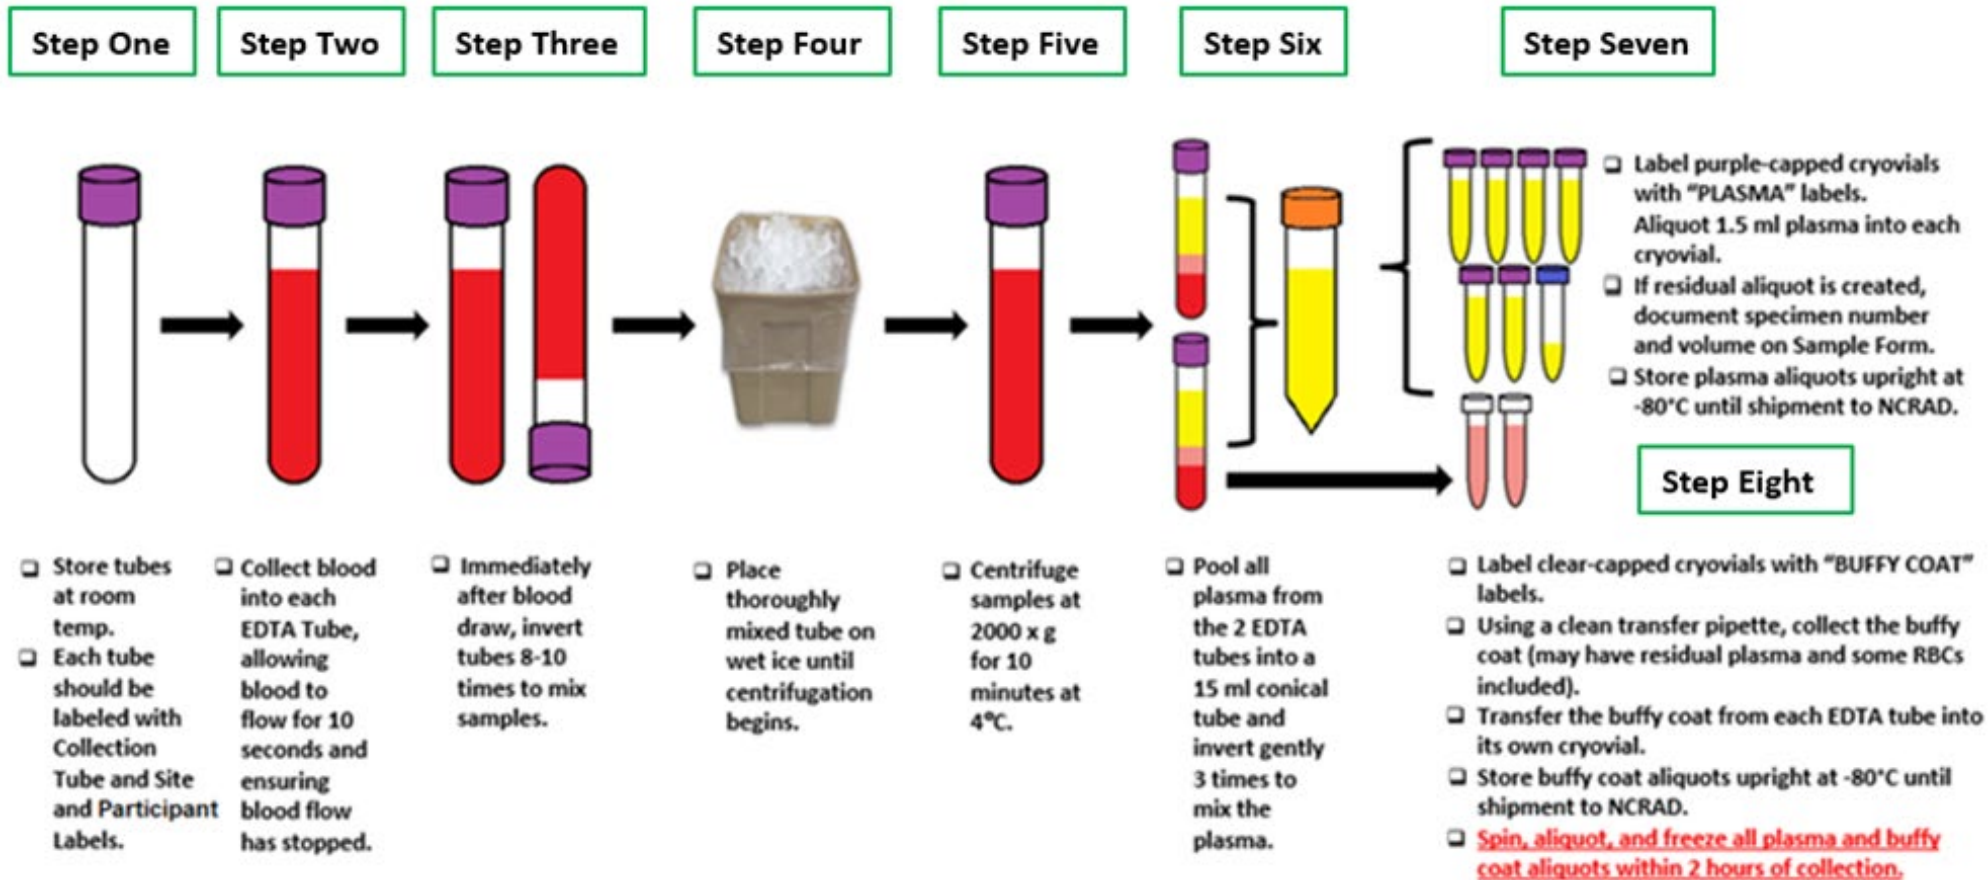 Step One
Step Two
Step Three
Step Four
Step Five
Step Six
Step Seven
❑ Store tubes
at room
temp.
❑ Each tube
should be
labeled with
Collection
Tube and Site
and Participant
Labels.
❑ Collect blood
into each
EDTA Tube,
allowing
blood to
flow for 10
seconds and
ensuring
blood flow
has stopped.
❑ Immediately
after blood
draw, invert
tubes 8-10
times to mix
samples.
❑ Place
thoroughly
mixed tube on
wet ice until
centrifugation
begins.
❑ Centrifuge
samples at
2000 x g
for 10
minutes at
4°C.
❑ Pool all
plasma from
the 2 EDTA
tubes into a
15 ml conical
tube and
invert gently
3 times to
mix the
plasma.
❑ Label purple-capped cryovials
with “PLASMA” labels.
Aliquot 1.5 ml plasma into each
cryovial.
❑ If residual aliquot is created,
document specimen number
and volume on Sample Form.
❑ Store plasma aliquots upright at
-80°C until shipment to NCRAD.
Step Eight
❑ Label clear-capped cryovials with “BUFFY COAT”
labels.
❑ Using a clean transfer pipette, collect the buffy
coat (may have residual plasma and some RBCs
included).
❑ Transfer the buffy coat from each EDTA tube into
its own cryovial.
❑ Store buffy coat aliquots upright at -80°C until
shipment to NCRAD.
❑ Spin, aliquot, and freeze all plasma and buffy
coat aliquots within 2 hours of collection.